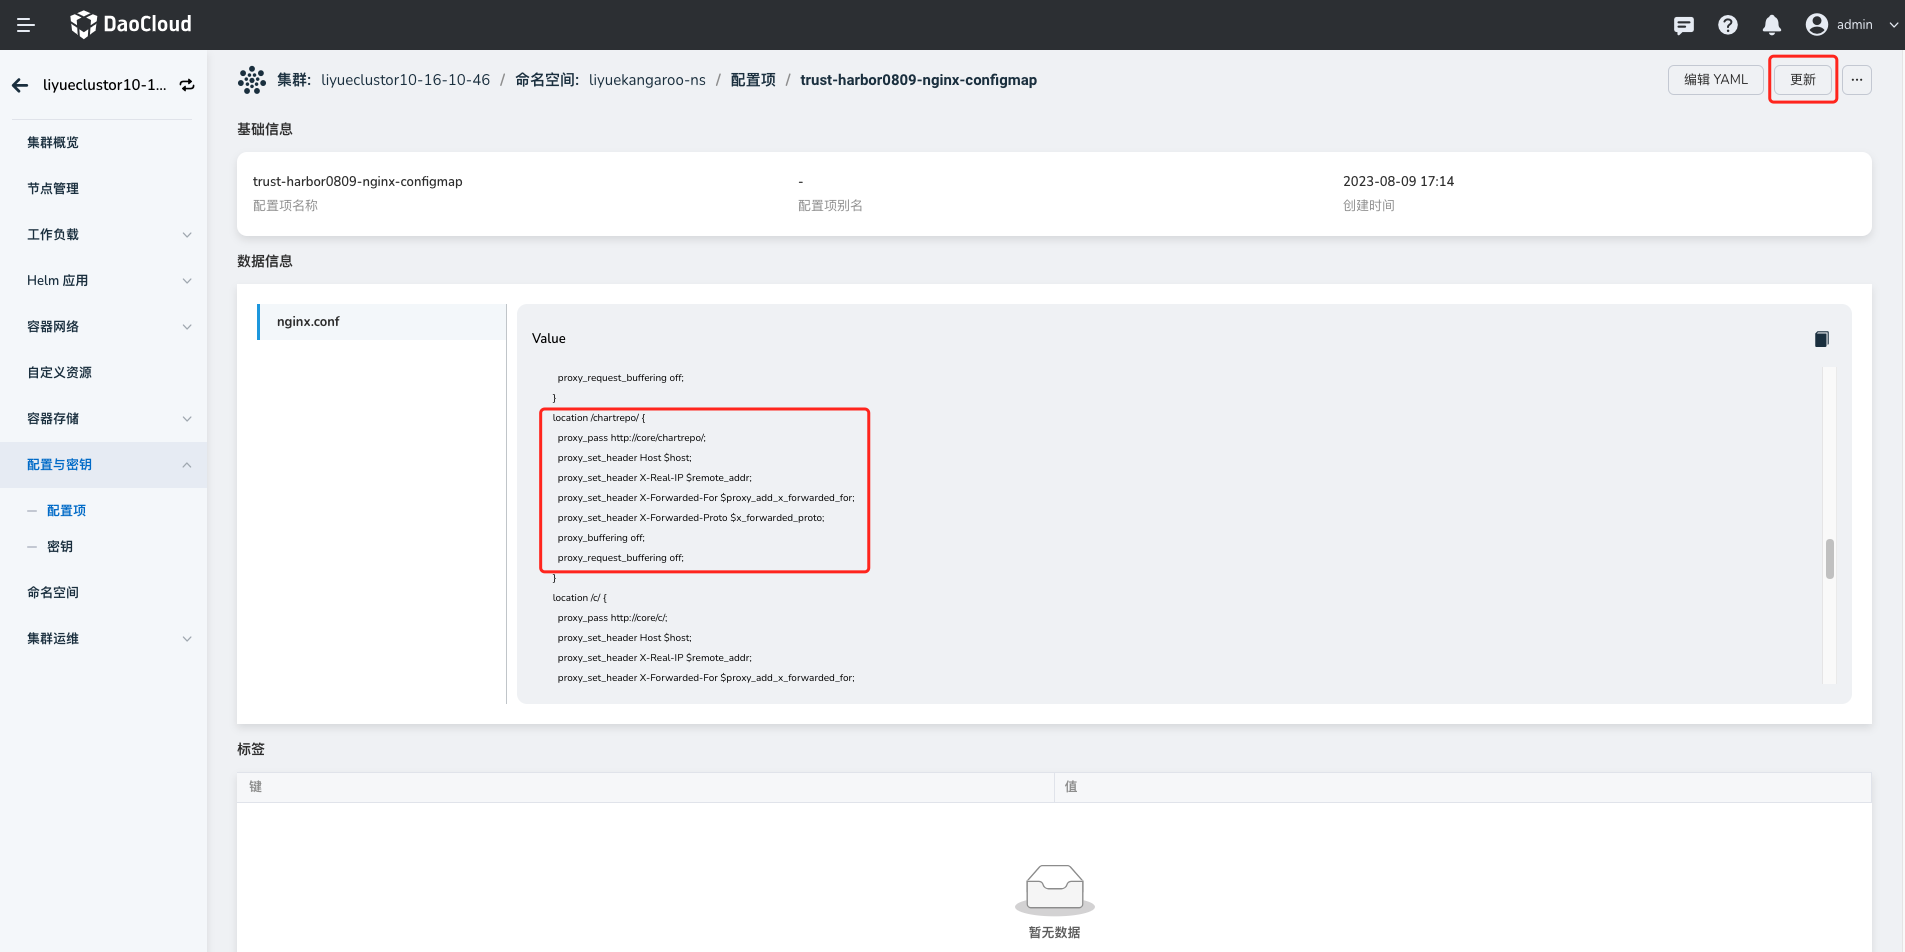 DaoCloud
admin
liyueclustor10-1...
集群概览
节点管理
工作负载
Helm 应用
容器网络
自定义资源
容器存储
配置与密钥
配置项
密钥
命名空间
集群运维
集群: liyueclustor10-16-10-46 / 命名空间: liyuekangaroo-ns / 配置项 / trust-harbor0809-nginx-configmap
编辑 YAML
更新
基础信息
trust-harbor0809-nginx-configmap
配置项名称
-
配置项别名
2023-08-09 17:14
创建时间
数据信息
nginx.conf
Value
proxy_request_buffering off;
}
location /chartrepo/ {
proxy_pass http://core/chartrepo/;
proxy_set_header Host $host;
proxy_set_header X-Real-IP $remote_addr;
proxy_set_header X-Forwarded-For $proxy_add_x_forwarded_for;
proxy_set_header X-Forwarded-Proto $x_forwarded_proto;
proxy_buffering off;
proxy_request_buffering off;
}
location /c/ {
proxy_pass http://core/c/;
proxy_set_header Host $host;
proxy_set_header X-Real-IP $remote_addr;
proxy_set_header X-Forwarded-For $proxy_add_x_forwarded_for;
标签
键
值
暂无数据